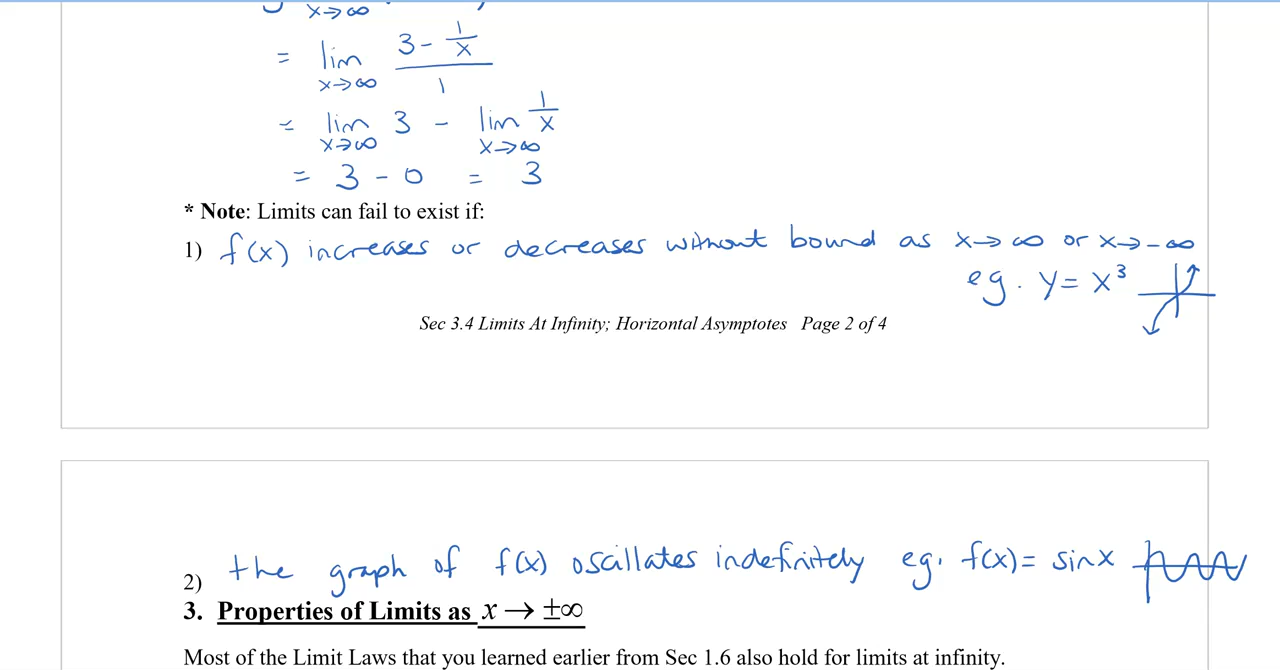 x→∞
= lim 3 - 1/x
x→∞ 1
= lim 3 - lim 1/x
x→∞ x→∞
= 3 - 0 = 3
* Note: Limits can fail to exist if:
1) f(x) increases or decreases without bound as x→∞ or x→-∞
eg. y = x³
Sec 3.4 Limits At Infinity; Horizontal Asymptotes Page 2 of 4
2) the graph of f(x) oscillates indefinitely eg. f(x) = sinx
3. Properties of Limits as x → ±∞
Most of the Limit Laws that you learned earlier from Sec 1.6 also hold for limits at infinity.